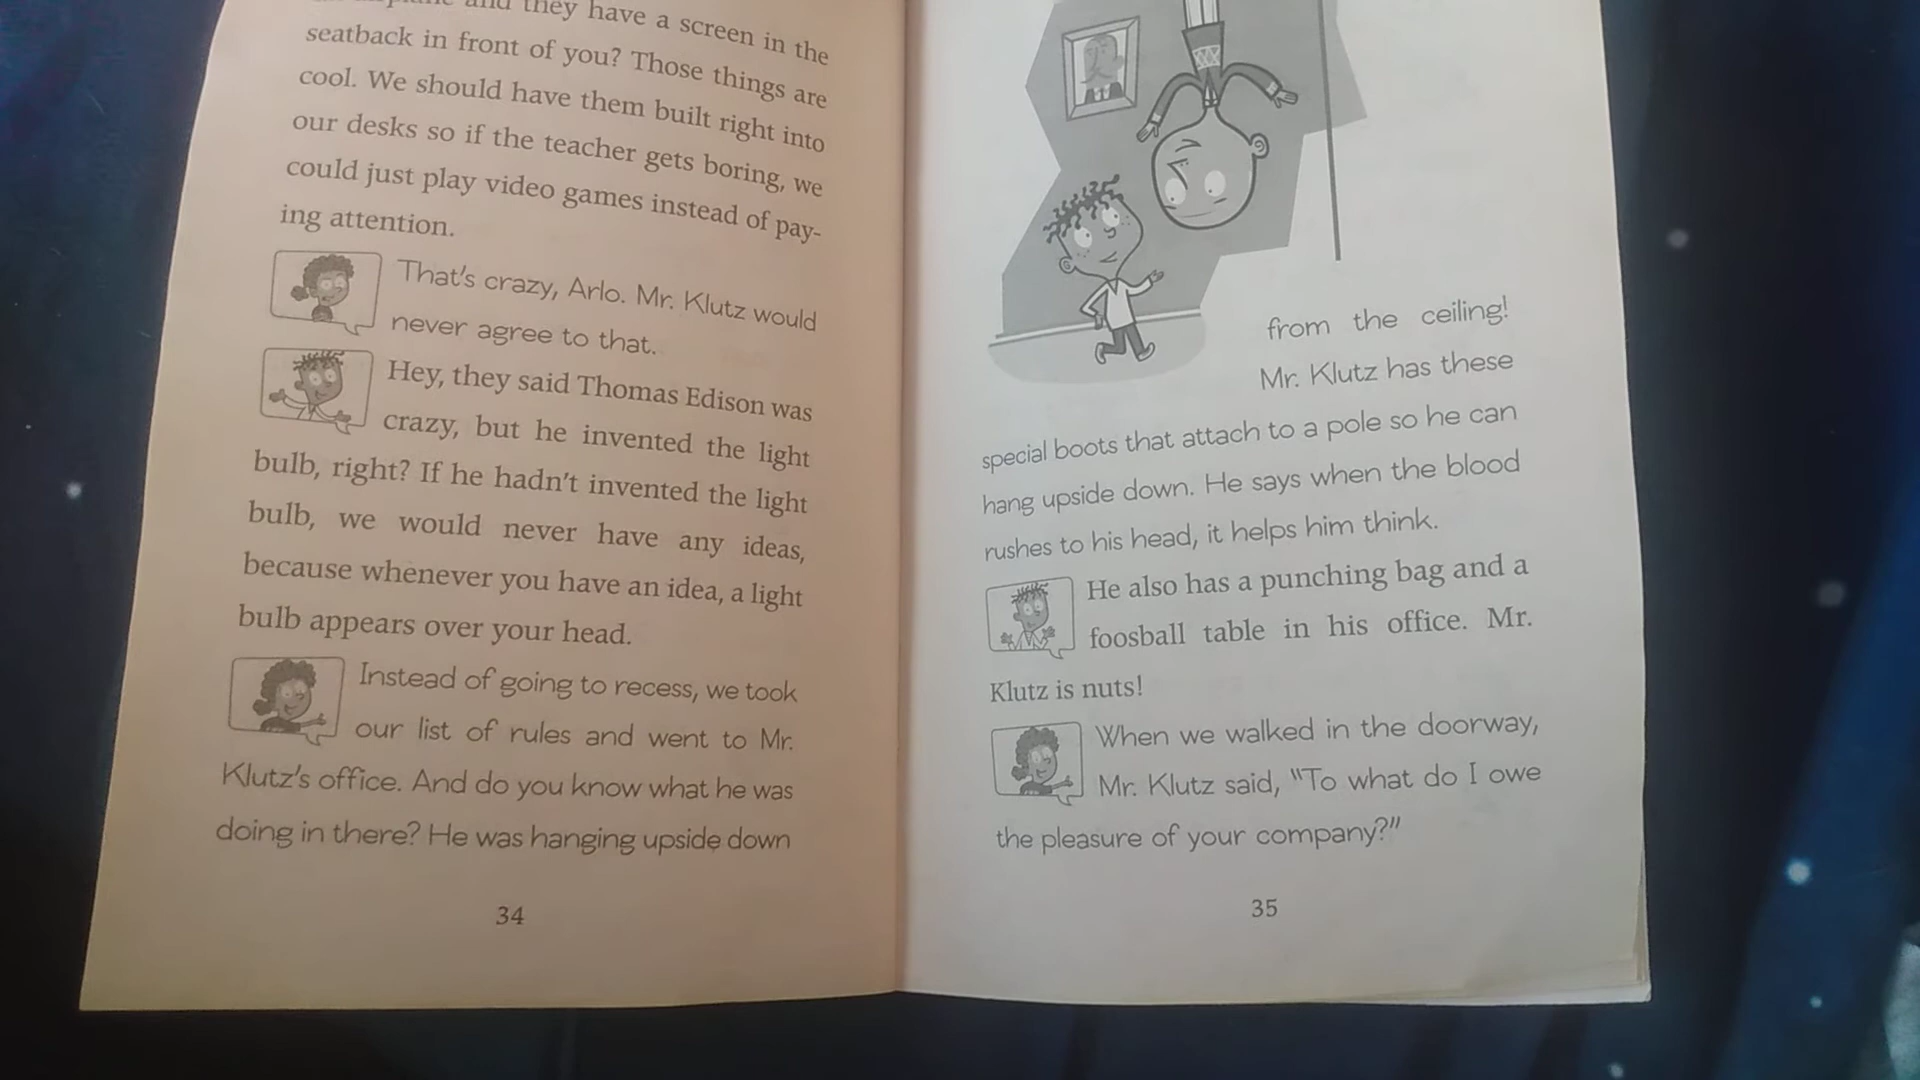 and they have a screen in the
seatback in front of you? Those things are
cool. We should have them built right into
our desks so if the teacher gets boring, we
could just play video games instead of pay-
ing attention.
That's crazy, Arlo. Mr. Klutz would
never agree to that.
Hey, they said Thomas Edison was
crazy, but he invented the light
bulb, right? If he hadn't invented the light
bulb, we would never have any ideas,
because whenever you have an idea, a light
bulb appears over your head.
Instead of going to recess, we took
our list of rules and went to Mr.
Klutz's office. And do you know what he was
doing in there? He was hanging upside down
34
from the ceiling!
Mr. Klutz has these
special boots that attach to a pole so he can
hang upside down. He says when the blood
rushes to his head, it helps him think.
He also has a punching bag and a
foosball table in his office. Mr.
Klutz is nuts!
When we walked in the doorway,
Mr. Klutz said, "To what do I owe
the pleasure of your company?"
35